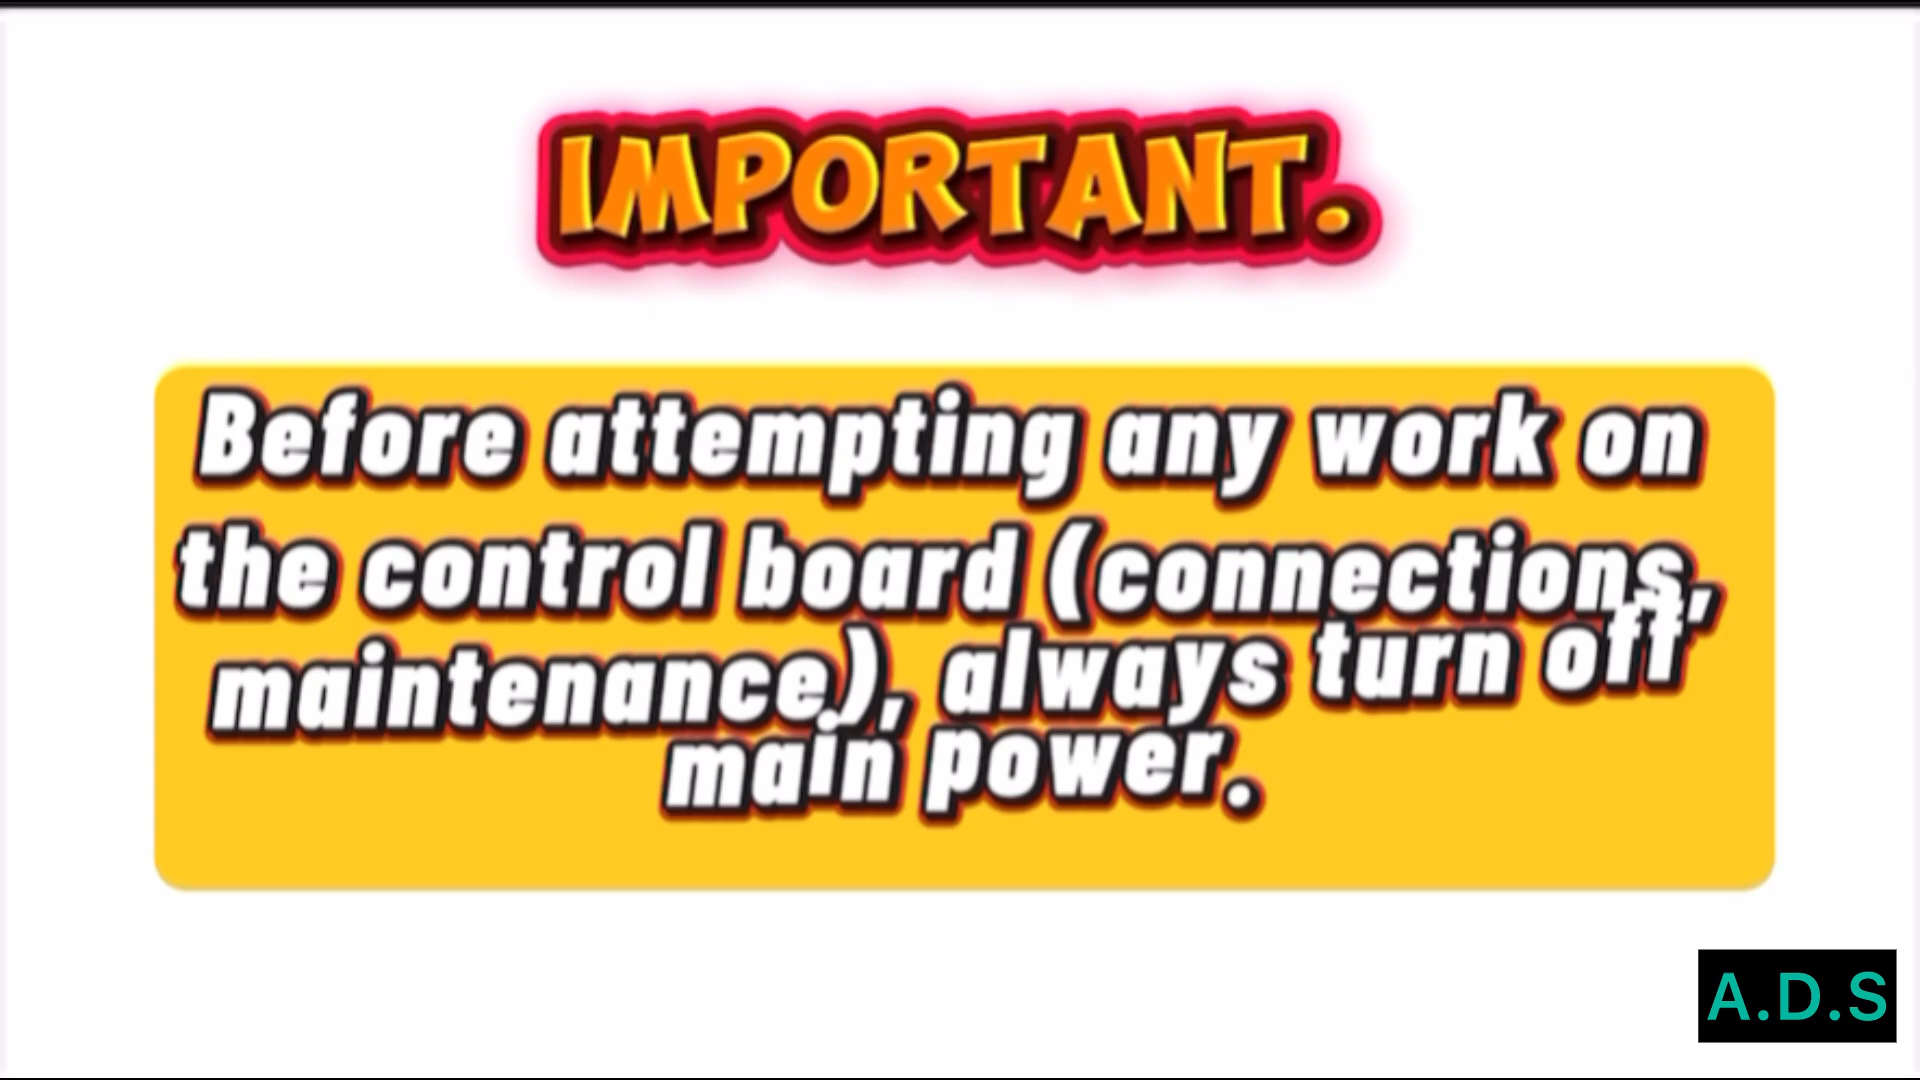 IMPORTANT.
Before attempting any work on
the control board (connections,
maintenance), always turn off
main power.
A.D.S